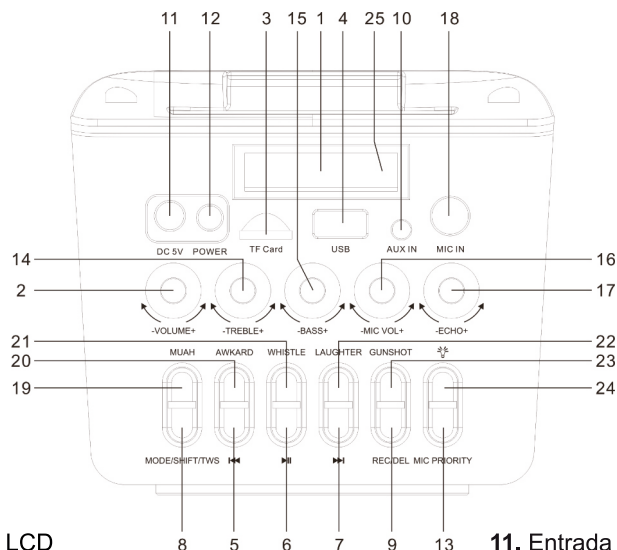 11 12 3 15 1 4 25 10 18
DC 5V POWER TF Card USB AUX IN MIC IN
14 16
2 17
-VOLUME+ -TREBLE+ -BASS+ -MIC VOL+ -ECHO+
21 22
MUAH AWKARD WHISTLE LAUGHTER GUNSHOT
20 23
19 24
MODE/SHIFT/TWS REC/DEL MIC PRIORITY
LCD 8 5 6 7 9 13 11. Entrada